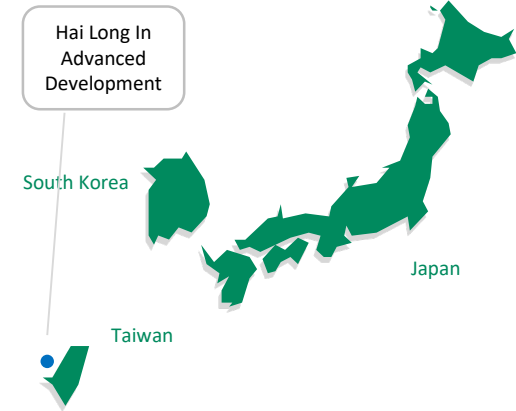 Hai Long In
Advanced
Development
South Korea
Japan
Taiwan